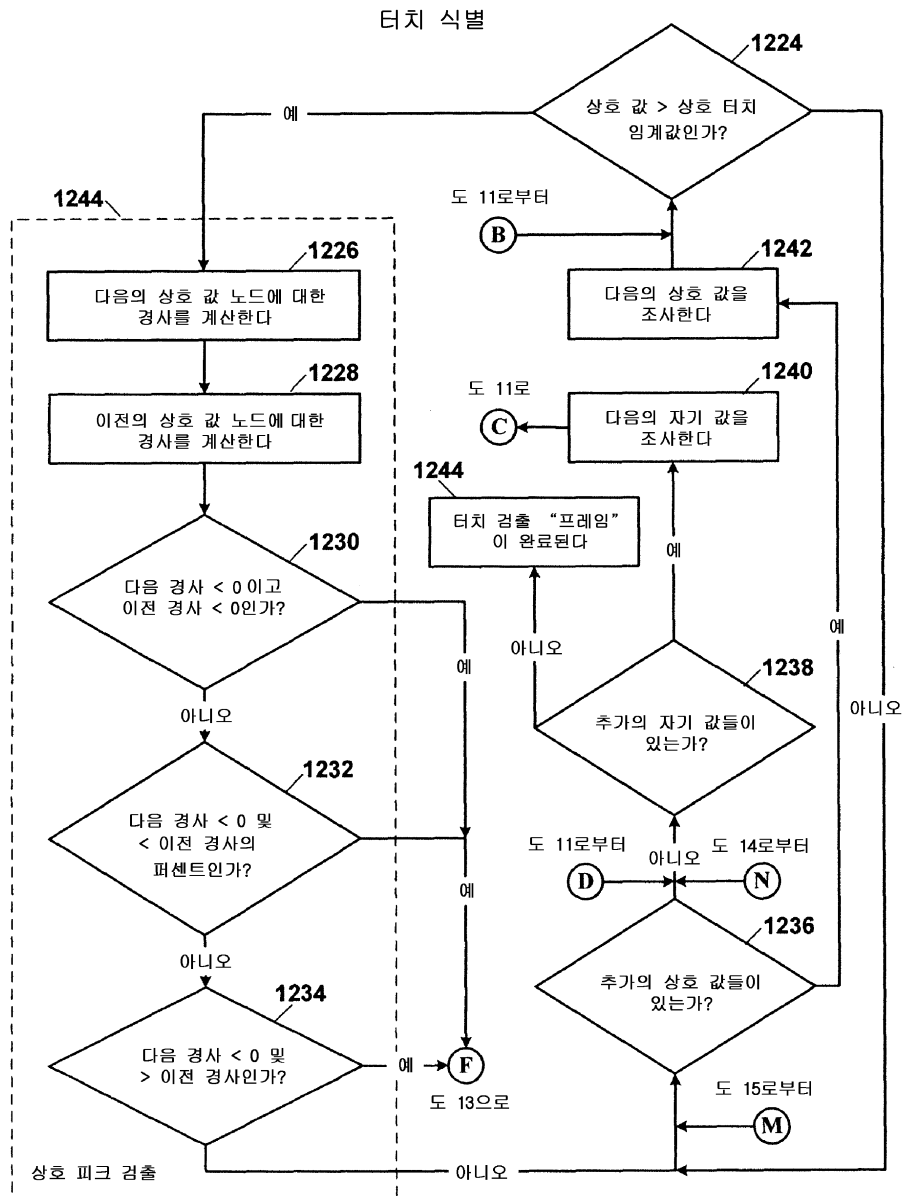 터치 식별
1224
상호 값 > 상호 터치
임계값인가?
예
1244
도 11로부터
B
1226
다음의 상호 값 노드에 대한
경사를 계산한다
1242
다음의 상호 값을
조사한다
1228
이전의 상호 값 노드에 대한
경사를 계산한다
1240
도 11로
C
다음의 자기 값을
조사한다
1244
터치 검출 “프레임”
이 완료된다
1230
다음 경사 < 0이고
이전 경사 < 0인가?
예
예
예
아니오
1238
추가의 자기 값들이
있는가?
아니오
아니오
1232
다음 경사 < 0 및
< 이전 경사의
퍼센트인가?
예
도 11로부터
D
아니오
도 14로부터
N
1236
추가의 상호 값들이
있는가?
아니오
1234
다음 경사 < 0 및
> 이전 경사인가?
예
F
도 13으로
도 15로부터
M
상호 피크 검출
아니오